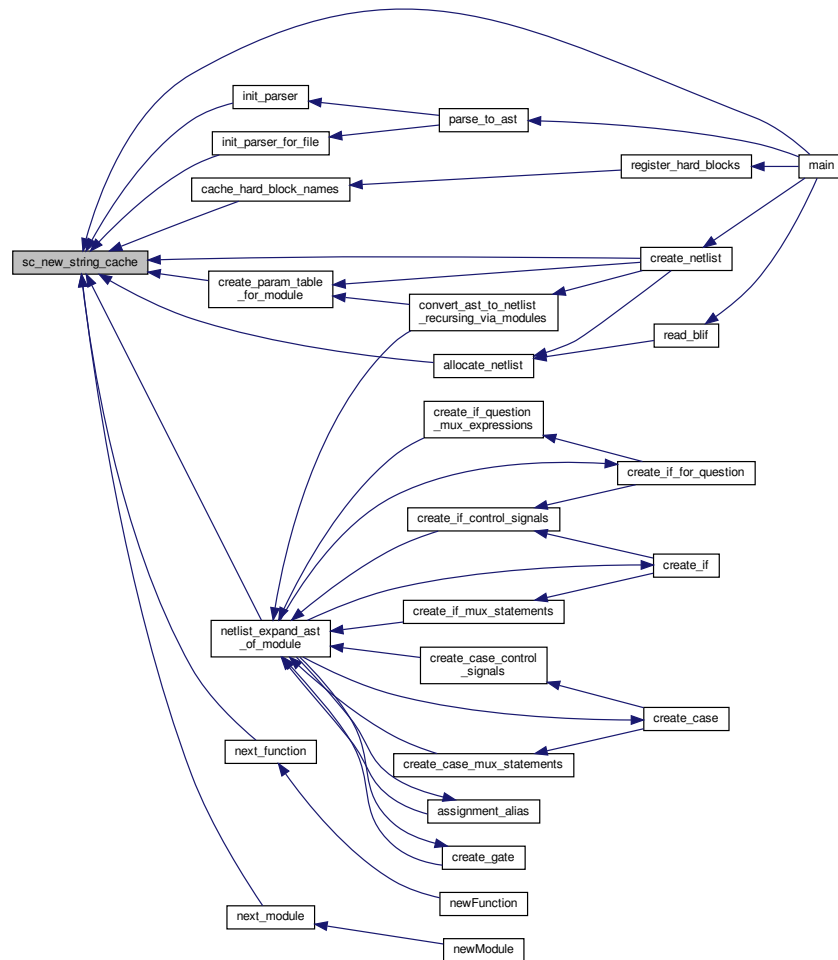 init_parser
parse_to_ast
init_parser_for_file
main
register_hard_blocks
cache_hard_block_names
sc_new_string_cache
create_netlist
create_param_table
_for_module
convert_ast_to_netlist
_recursing_via_modules
read_blif
allocate_netlist
create_if_question
_mux_expressions
create_if_for_question
create_if_control_signals
create_if
create_if_mux_statements
netlist_expand_ast
_of_module
create_case_control
_signals
create_case
next_function
create_case_mux_statements
assignment_alias
create_gate
newFunction
next_module
newModule